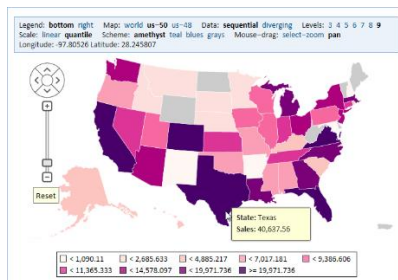 Legend: bottom right Map: world us-50 us-48 Data: sequential diverging Levels: 3 4 5 6 7 8 9
Scale: linear quantile Scheme: amethyst teal blues grays Mouse-drag: select-zoom pan
Longitude: -97.80526 Latitude: 28.245807
+
-
Reset
State: Texas
Sales: 40,637.56
< 1,090.11 < 2,685.633 < 4,885.217 < 7,017.181 < 9,386.606
< 11,365.333 < 14,578.097 < 19,971.736 >= 19,971.736